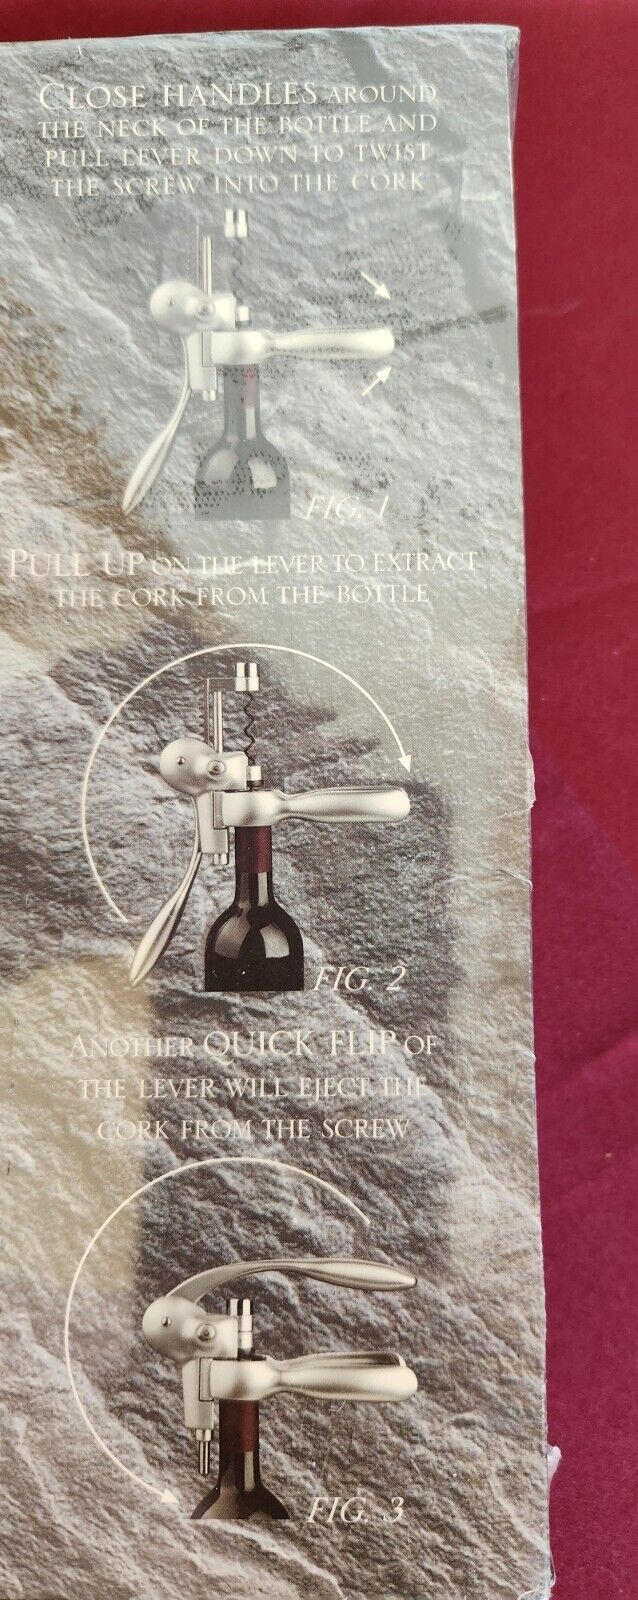 CLOSE HANDLES AROUND
THE NECK OF THE BOTTLE AND
PULL LEVER DOWN TO TWIST
THE SCREW INTO THE CORK
FIG. 1
PULL UP ON THE LEVER TO EXTRACT
THE CORK FROM THE BOTTLE
FIG. 2
ANOTHER QUICK FLIP OF
THE LEVER WILL EJECT THE
CORK FROM THE SCREW
FIG. 3